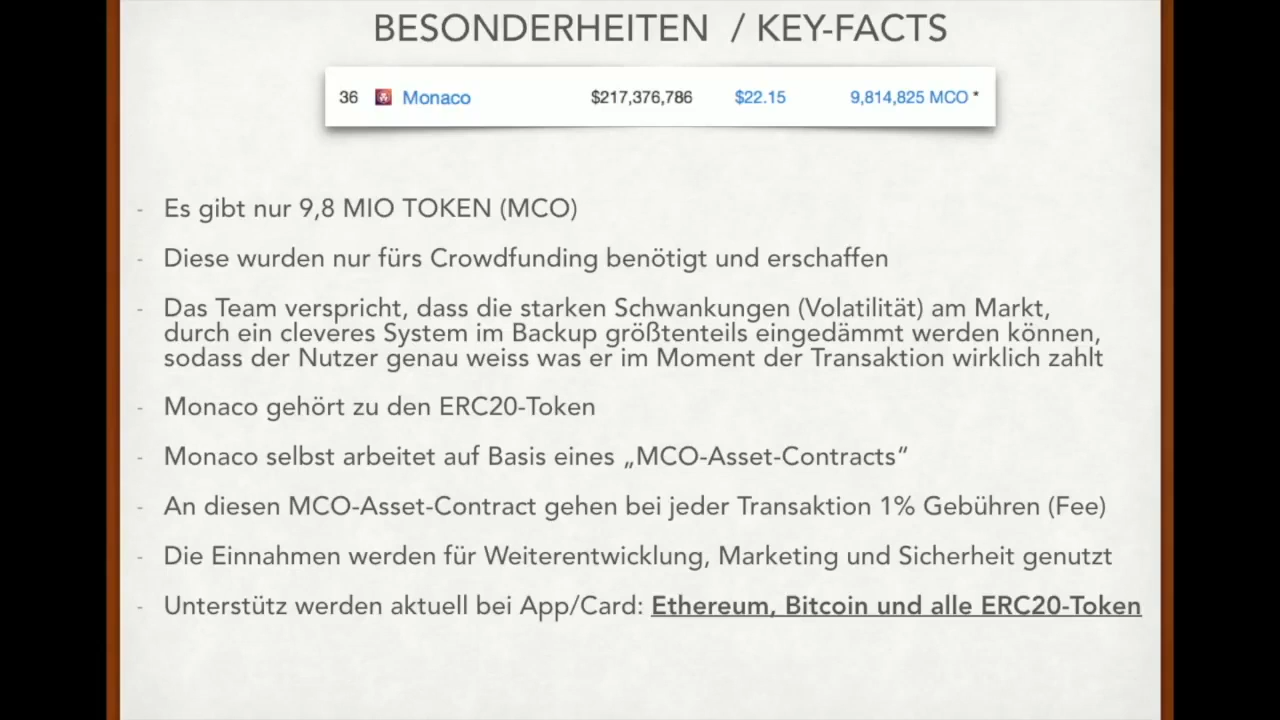 BESONDERHEITEN / KEY-FACTS
36 Monaco $217,376,786 $22.15 9,814,825 MCO *
- Es gibt nur 9,8 MIO TOKEN (MCO)
- Diese wurden nur fürs Crowdfunding benötigt und erschaffen
- Das Team verspricht, dass die starken Schwankungen (Volatilität) am Markt,
durch ein cleveres System im Backup größtenteils eingedämmt werden können,
sodass der Nutzer genau weiss was er im Moment der Transaktion wirklich zahlt
- Monaco gehört zu den ERC20-Token
- Monaco selbst arbeitet auf Basis eines „MCO-Asset-Contracts“
- An diesen MCO-Asset-Contract gehen bei jeder Transaktion 1% Gebühren (Fee)
- Die Einnahmen werden für Weiterentwicklung, Marketing und Sicherheit genutzt
- Unterstütz werden aktuell bei App/Card: Ethereum, Bitcoin und alle ERC20-Token